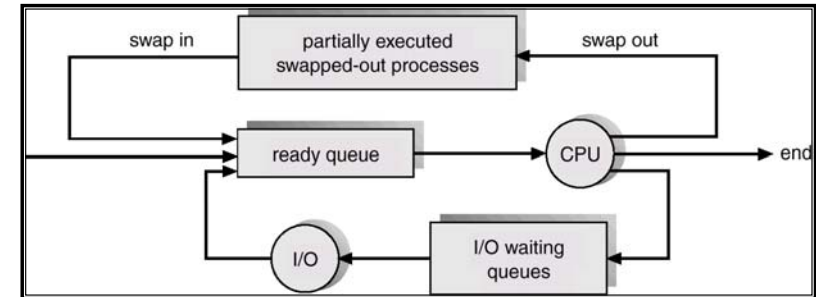 swap in
partially executed
swapped-out processes
swap out
ready queue
CPU
end
I/O
I/O waiting
queues